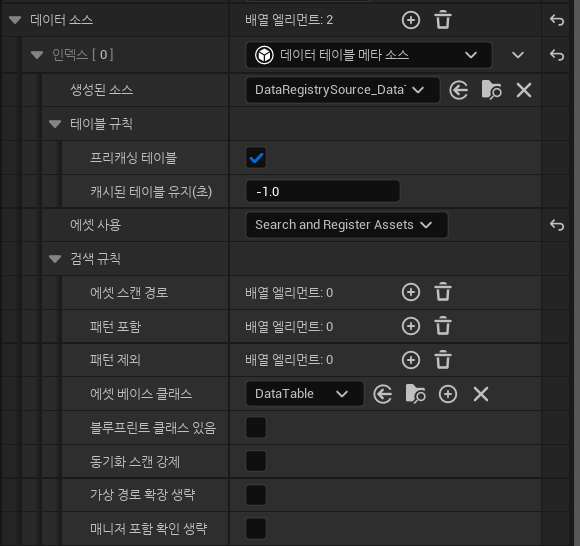 데이터 소스 배열 엘리먼트: 2
인덱스 [ 0 ] 데이터 테이블 메타 소스
생성된 소스 DataRegistrySource_Data
테이블 규칙
프리캐싱 테이블
캐시된 테이블 유지(초) -1.0
에셋 사용 Search and Register Assets
검색 규칙
에셋 스캔 경로 배열 엘리먼트: 0
패턴 포함 배열 엘리먼트: 0
패턴 제외 배열 엘리먼트: 0
에셋 베이스 클래스 DataTable
블루프린트 클래스 있음
동기화 스캔 강제
가상 경로 확장 생략
매니저 포함 확인 생략